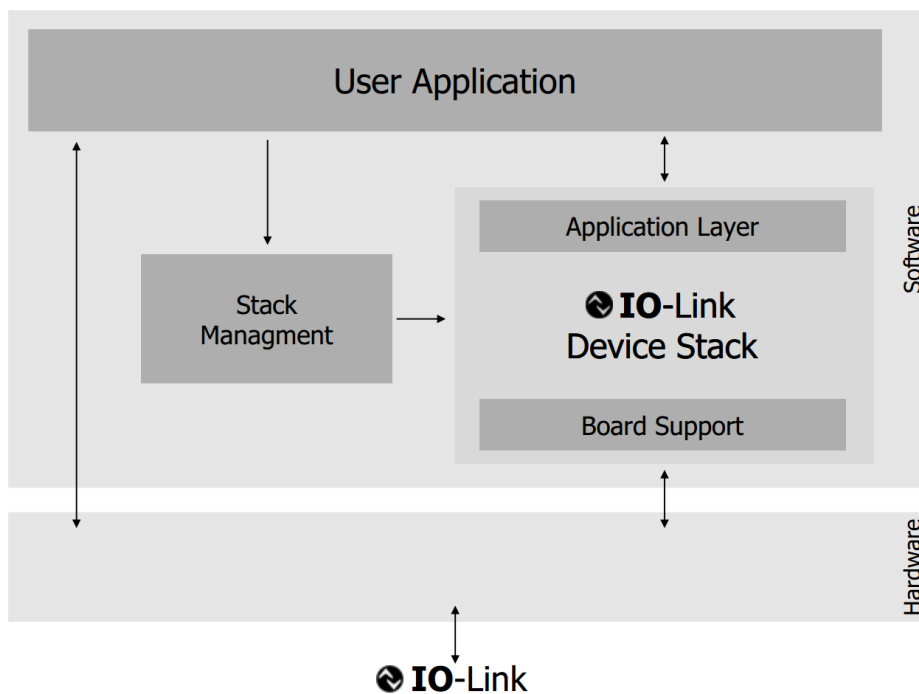 User Application
Application Layer
Software
Stack
Managment
IO-Link
Device Stack
Board Support
Hardware
IO-Link